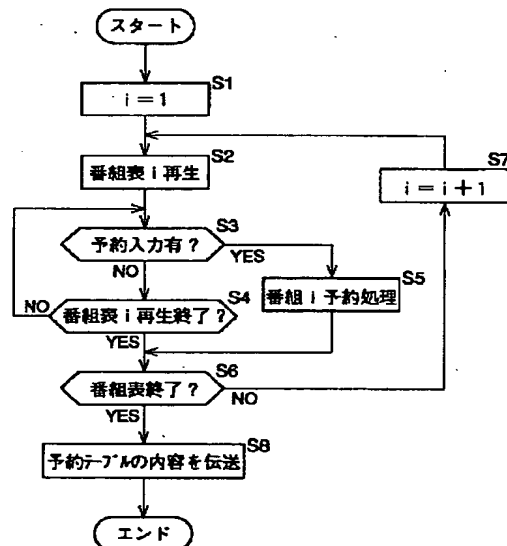 スタート
S1
i = 1
S2
番組表 i 再生
S7
i = i + 1
S3
予約入力有?
YES
NO
S5
番組 i 予約処理
S4
番組表 i 再生終了?
NO
YES
S6
番組表終了?
NO
YES
S8
予約テーブルの内容を伝送
エンド